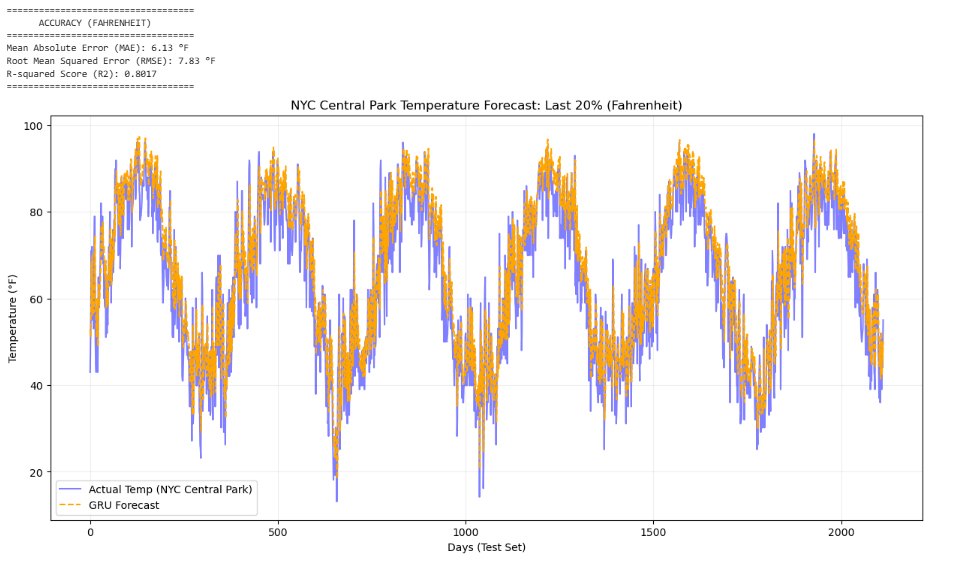 ===================================
ACCURACY (FAHRENHEIT)
===================================
Mean Absolute Error (MAE): 6.13 °F
Root Mean Squared Error (RMSE): 7.83 °F
R-squared Score (R2): 0.8017
===================================
NYC Central Park Temperature Forecast: Last 20% (Fahrenheit)
100
80
60
40
20
Temperature (°F)
Actual Temp (NYC Central Park)
GRU Forecast
0 500 1000 1500 2000
Days (Test Set)